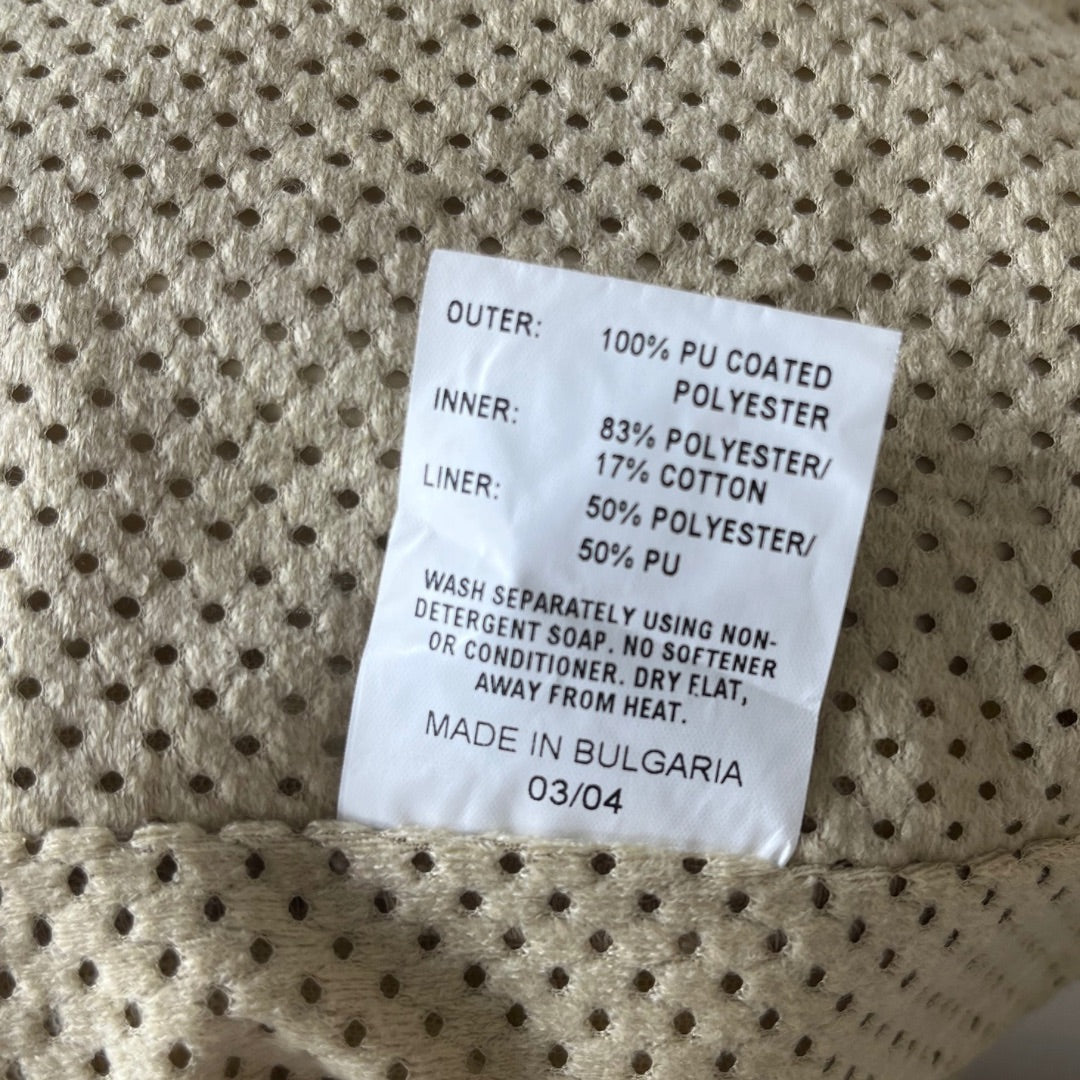 OUTER: 100% PU COATED
POLYESTER
INNER: 83% POLYESTER/
17% COTTON
LINER: 50% POLYESTER/
50% PU
WASH SEPARATELY USING NON-
DETERGENT SOAP. NO SOFTENER
OR CONDITIONER. DRY FLAT,
AWAY FROM HEAT.
MADE IN BULGARIA
03/04